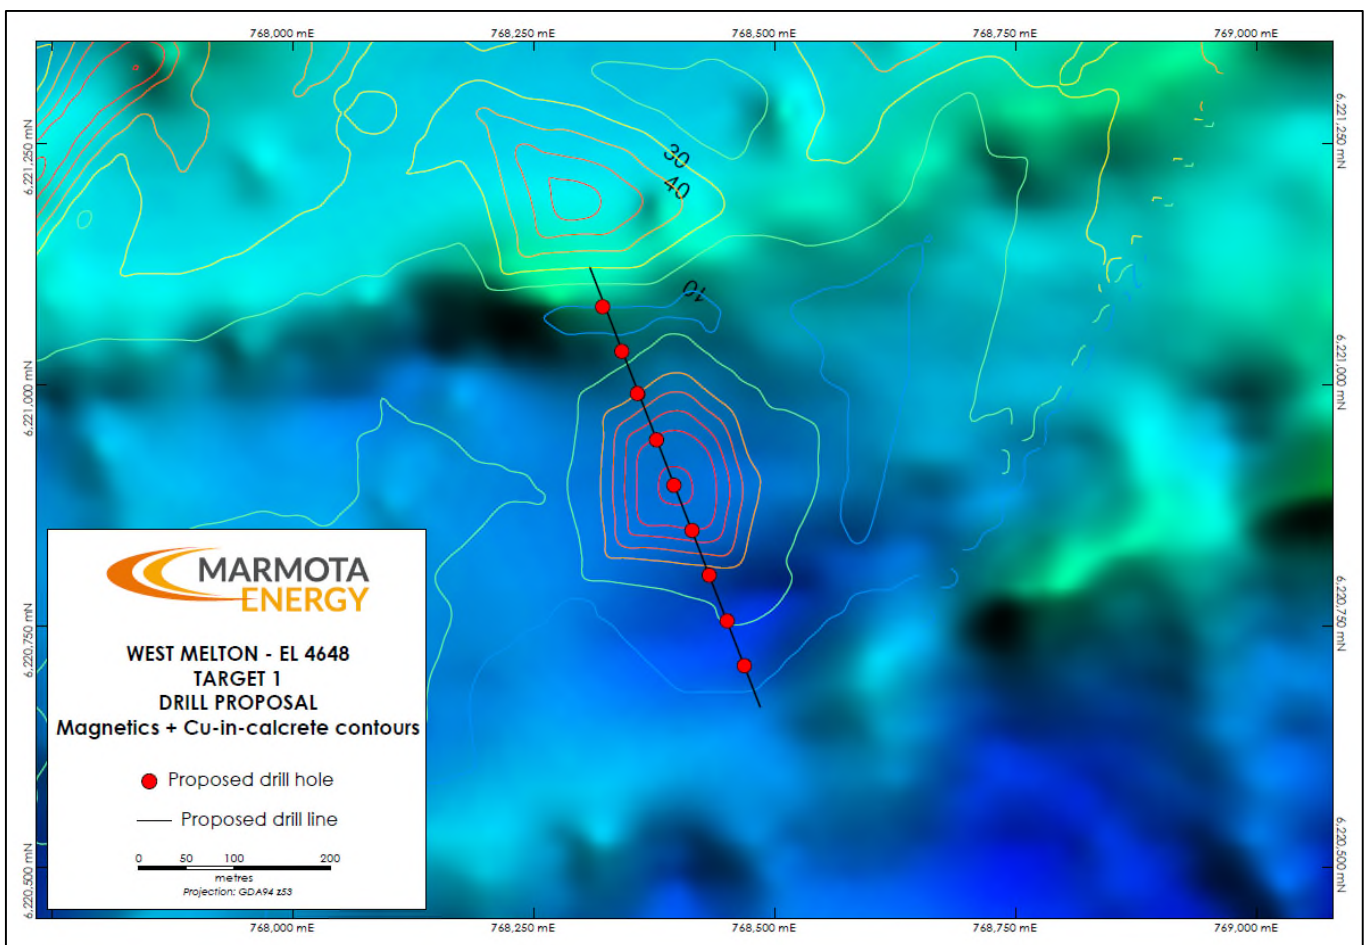 768,000 mE 768,250 mE 768,500 mE 768,750 mE 769,000 mE
6,221,250 mN 6,221,250 mN
30
40
10
6,221,000 mN 6,221,000 mN
6,220,750 mN 6,220,750 mN
MARMOTA
ENERGY
WEST MELTON - EL 4648
TARGET 1
DRILL PROPOSAL
Magnetics + Cu-in-calcrete contours
Proposed drill hole
Proposed drill line
0 50 100 200
metres
Projection: GDA94 z53
6,220,500 mN 6,220,500 mN
768,000 mE 768,250 mE 768,500 mE 768,750 mE 769,000 mE